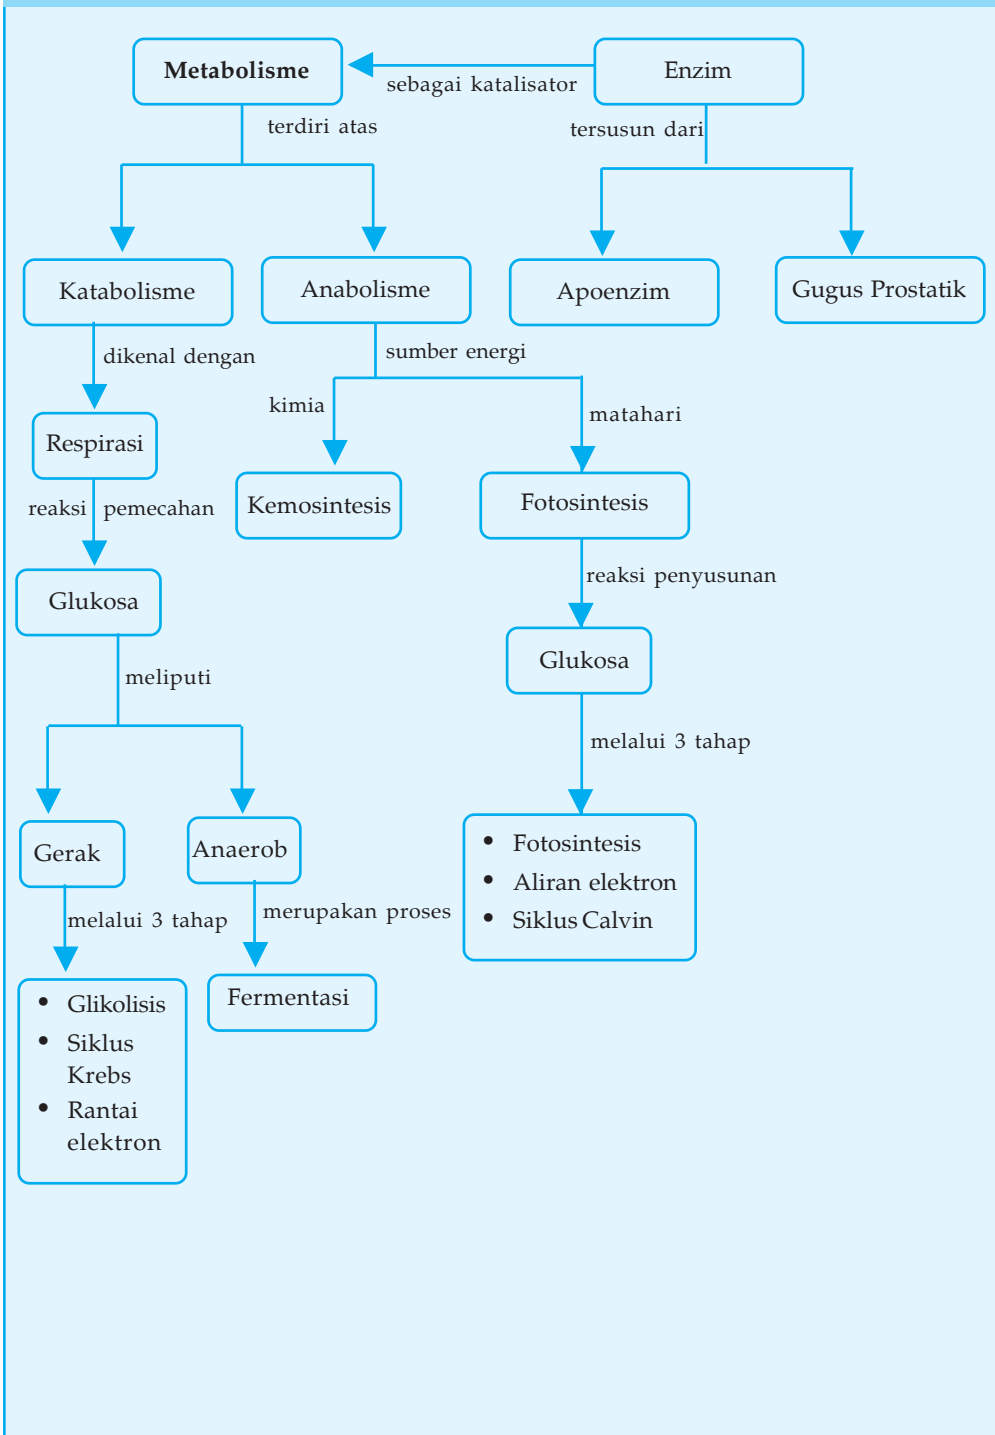 Metabolisme
sebagai katalisator
Enzim
terdiri atas
tersusun dari
Katabolisme
Anabolisme
Apoenzim
Gugus Prostatik
dikenal dengan
sumber energi
kimia
matahari
Respirasi
Kemosintesis
Fotosintesis
reaksi pemecahan
reaksi penyusunan
Glukosa
Glukosa
meliputi
melalui 3 tahap
Gerak
Anaerob
• Fotosintesis
• Aliran elektron
• Siklus Calvin
melalui 3 tahap
merupakan proses
• Glikolisis
• Siklus
Krebs
• Rantai
elektron
Fermentasi